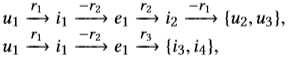 u₁ —r₁→ i₁ —−r₂→ e₁ —r₂→ i₂ —−r₁→ {u₂, u₃},
u₁ —r₁→ i₁ —−r₂→ e₁ —r₃→ {i₃, i₄},